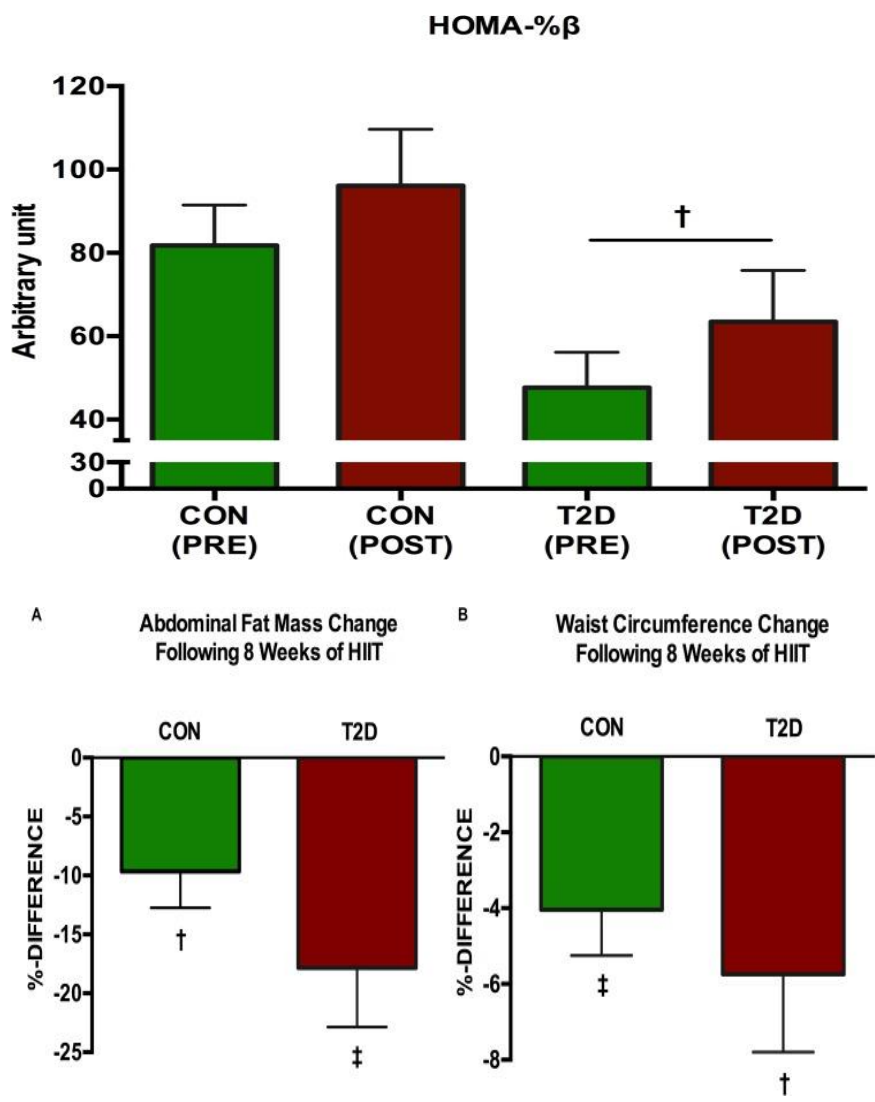 HOMA-%β
120
100
80
60
40
30
0
Arbitrary unit
†
CON
(PRE)
CON
(POST)
T2D
(PRE)
T2D
(POST)
A
Abdominal Fat Mass Change
Following 8 Weeks of HIIT
CON
T2D
0
-5
-10
-15
-20
-25
%-DIFFERENCE
†
‡
B
Waist Circumference Change
Following 8 Weeks of HIIT
CON
T2D
0
-2
-4
-6
-8
%-DIFFERENCE
‡
†